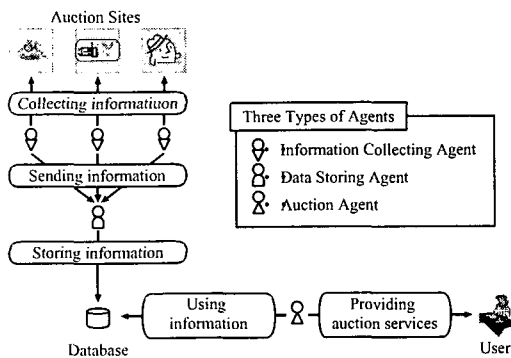 Auction Sites
Collecting informatiuon
Sending information
Storing information
Database
Using
information
Providing
auction services
User
Three Types of Agents
Information Collecting Agent
Data Storing Agent
Auction Agent